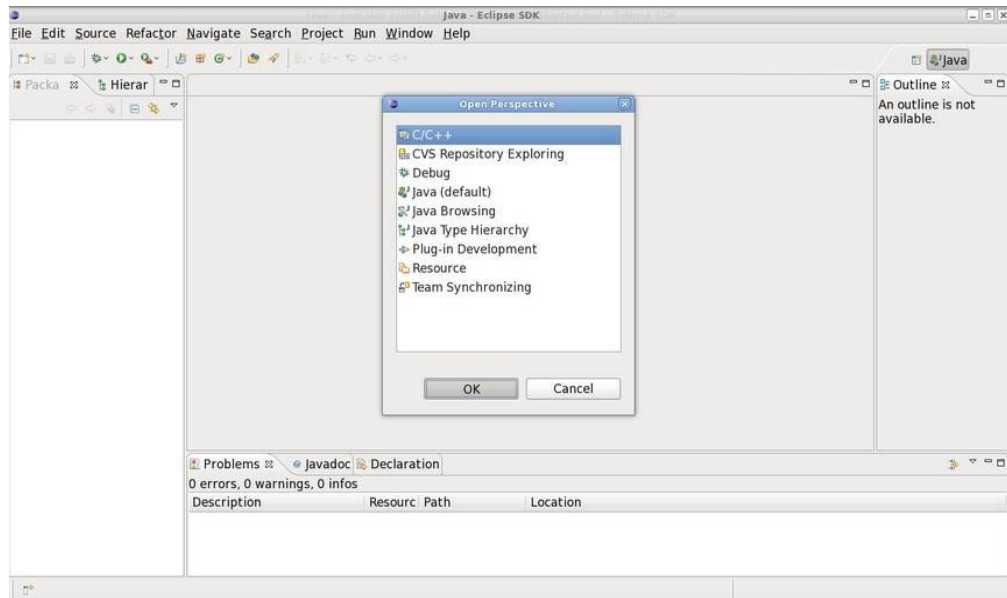 Java - Eclipse SDK
File Edit Source Refactor Navigate Search Project Run Window Help
Java
Packa Hierar
Outline
An outline is not
available.
Open Perspective
C/C++
CVS Repository Exploring
Debug
Java (default)
Java Browsing
Java Type Hierarchy
Plug-in Development
Resource
Team Synchronizing
OK Cancel
Problems Javadoc Declaration
0 errors, 0 warnings, 0 infos
Description Resourc Path Location